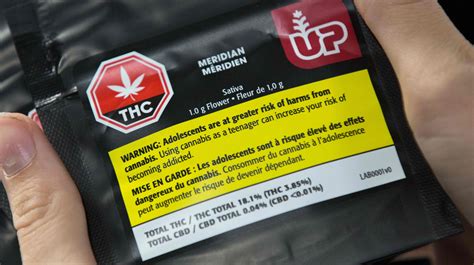 THC
MERIDIAN
MÉRIDIEN
UP
Sativa
1.0 g Flower • Fleur de 1,0 g
WARNING: Adolescents are at greater risk of harms from
cannabis. Using cannabis as a teenager can increase your risk of
becoming addicted.
MISE EN GARDE : Les adolescents sont à risque élevé des effets
dangereux du cannabis. Consommer du cannabis à l'adolescence
peut augmenter le risque de devenir dépendant.
LAB0001v0
TOTAL THC / THC TOTAL 18.1% (THC 3.85%)
TOTAL CBD / CBD TOTAL 0.04% (CBD <0.01%)